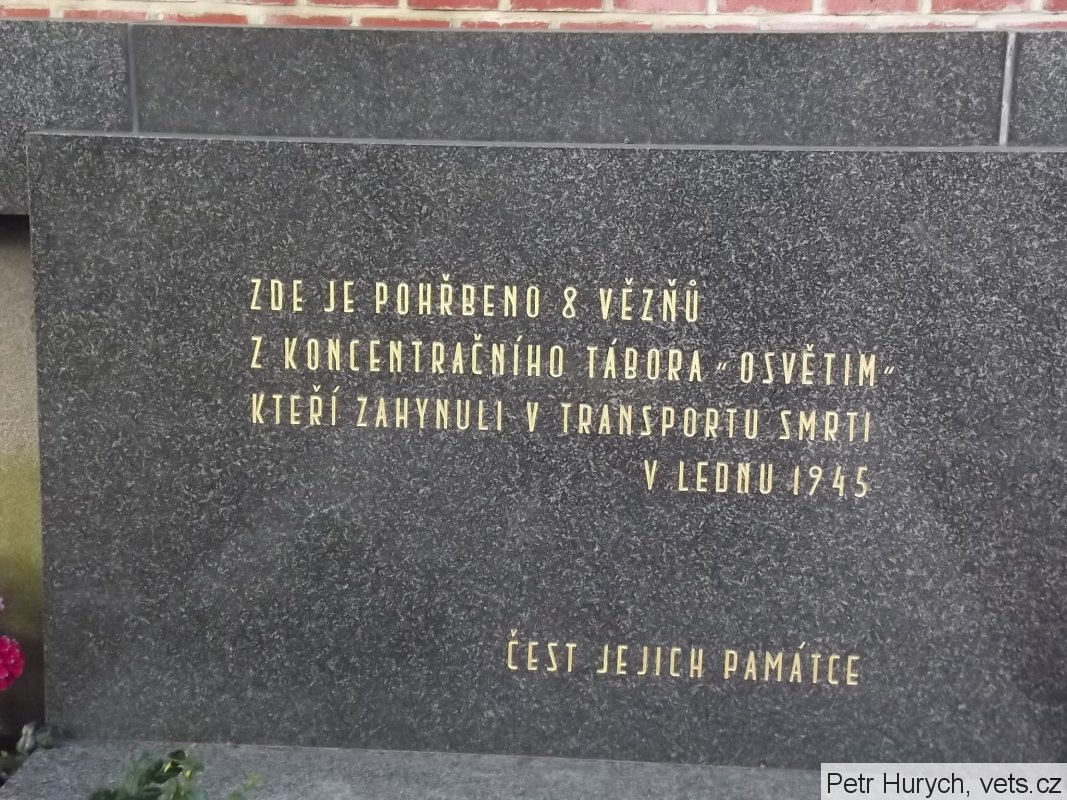 ZDE JE POHŘBENO 8 VĚZŇŮ
Z KONCENTRAČNÍHO TÁBORA "OSVĚTIM"
KTEŘÍ ZAHYNULI V TRANSPORTU SMRTI
V LEDNU 1945
ČEST JEJICH PAMÁTCE
Petr Hurych, vets.cz